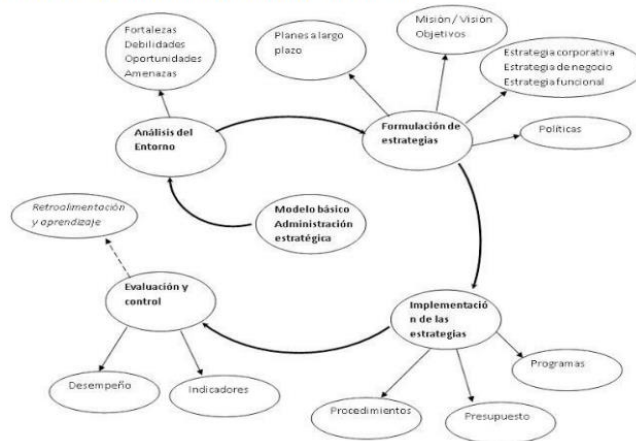 Fortalezas
Debilidades
Oportunidades
Amenazas
Planes a largo
plazo
Misión / Visión
Objetivos
Estrategia corporativa
Estrategia de negocio
Estrategia funcional
Análisis del
Entorno
Formulación de
estrategias
Políticas
Retroalimentación
y aprendizaje
Modelo básico
Administración
estratégica
Evaluación y
control
Implementació
n de las
estrategias
Desempeño
Indicadores
Programas
Procedimientos
Presupuesto